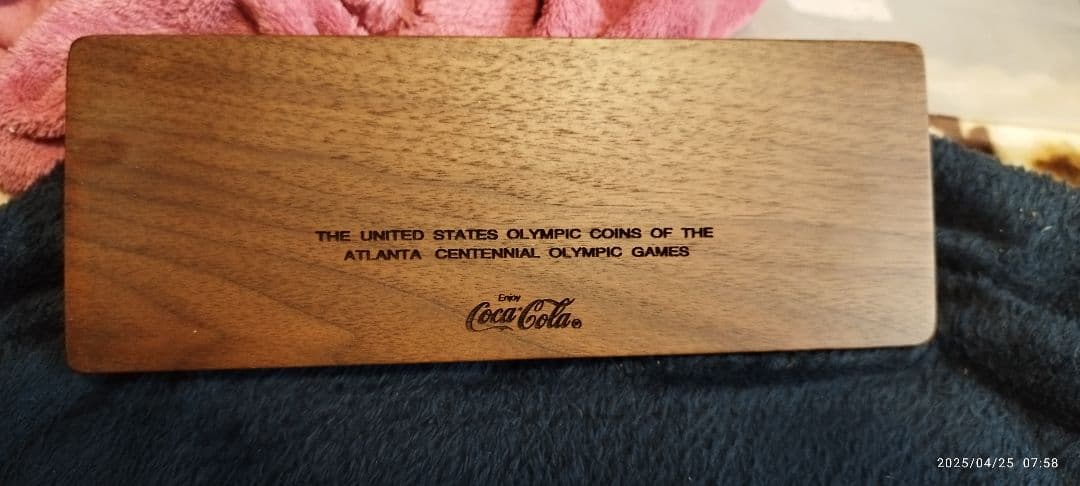 THE UNITED STATES OLYMPIC COINS OF THE
ATLANTA CENTENNIAL OLYMPIC GAMES
Enjoy
Coca-Cola®
2025/04/25 07:58